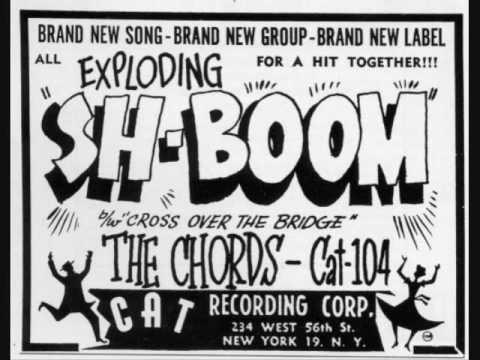 BRAND NEW SONG - BRAND NEW GROUP - BRAND NEW LABEL
ALL EXPLODING FOR A HIT TOGETHER!!!
"SH-BOOM"
b/w "CROSS OVER THE BRIDGE"
THE CHORDS - Cat-104
CAT RECORDING CORP.
234 WEST 56th St.
NEW YORK 19. N. Y.